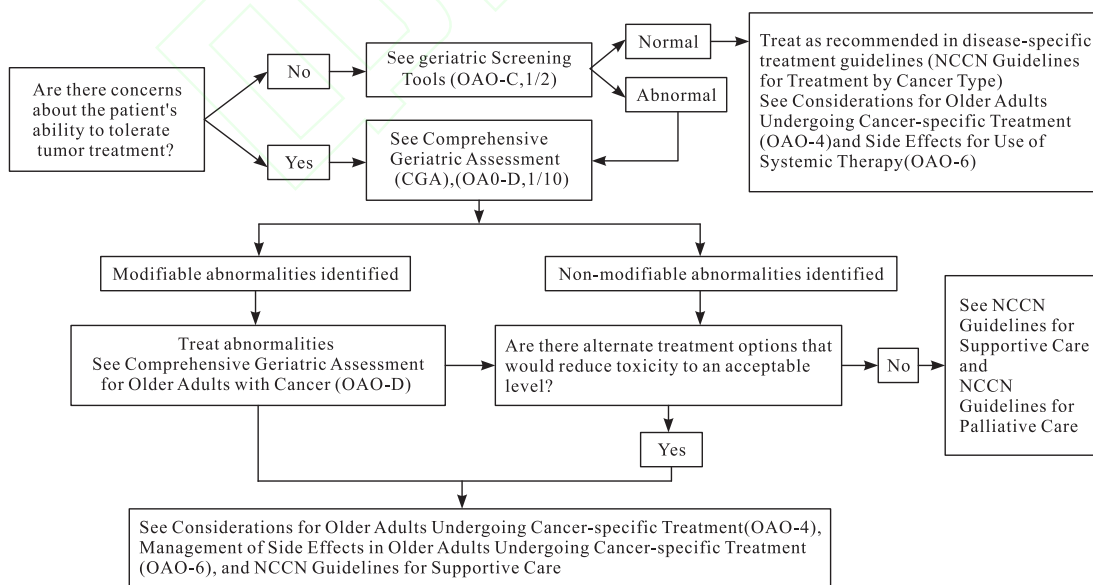 Are there concerns
about the patient's
ability to tolerate
tumor treatment?
No
Yes
See geriatric Screening
Tools (OAO-C,1/2)
Normal
Abnormal
Treat as recommended in disease-specific
treatment guidelines (NCCN Guidelines
for Treatment by Cancer Type)
See Considerations for Older Adults
Undergoing Cancer-specific Treatment
(OAO-4)and Side Effects for Use of
Systemic Therapy(OAO-6)
See Comprehensive
Geriatric Assessment
(CGA),(OA0-D,1/10)
Modifiable abnormalities identified
Non-modifiable abnormalities identified
Treat abnormalities
See Comprehensive Geriatric Assessment
for Older Adults with Cancer (OAO-D)
Are there alternate treatment options that
would reduce toxicity to an acceptable
level?
No
See NCCN
Guidelines for
Supportive Care
and
NCCN
Guidelines for
Palliative Care
Yes
See Considerations for Older Adults Undergoing Cancer-specific Treatment(OAO-4),
Management of Side Effects in Older Adults Undergoing Cancer-specific Treatment
(OAO-6), and NCCN Guidelines for Supportive Care